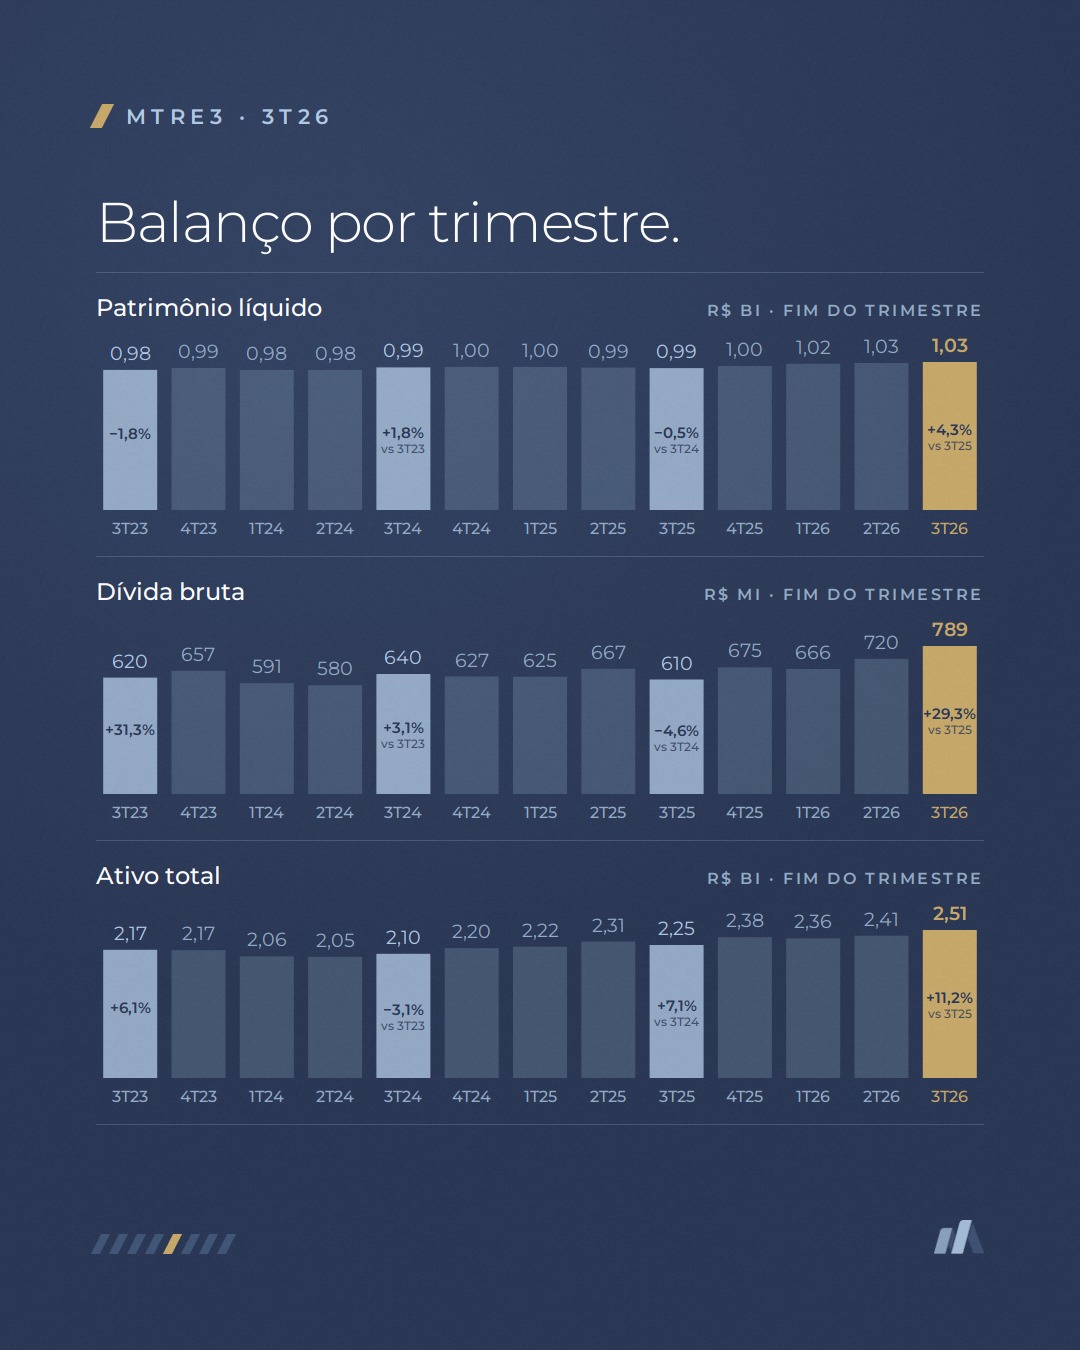 MTRE3 · 3T26
Balanço por trimestre.
Patrimônio líquido R$ BI · FIM DO TRIMESTRE
0,98 0,99 0,98 0,98 0,99 1,00 1,00 0,99 0,99 1,00 1,02 1,03 1,03
−1,8% +1,8% −0,5% +4,3%
vs 3T23 vs 3T24 vs 3T25
3T23 4T23 1T24 2T24 3T24 4T24 1T25 2T25 3T25 4T25 1T26 2T26 3T26
Dívida bruta R$ MI · FIM DO TRIMESTRE
620 657 591 580 640 627 625 667 610 675 666 720 789
+31,3% +3,1% −4,6% +29,3%
vs 3T23 vs 3T24 vs 3T25
3T23 4T23 1T24 2T24 3T24 4T24 1T25 2T25 3T25 4T25 1T26 2T26 3T26
Ativo total R$ BI · FIM DO TRIMESTRE
2,17 2,17 2,06 2,05 2,10 2,20 2,22 2,31 2,25 2,38 2,36 2,41 2,51
+6,1% −3,1% +7,1% +11,2%
vs 3T23 vs 3T24 vs 3T25
3T23 4T23 1T24 2T24 3T24 4T24 1T25 2T25 3T25 4T25 1T26 2T26 3T26